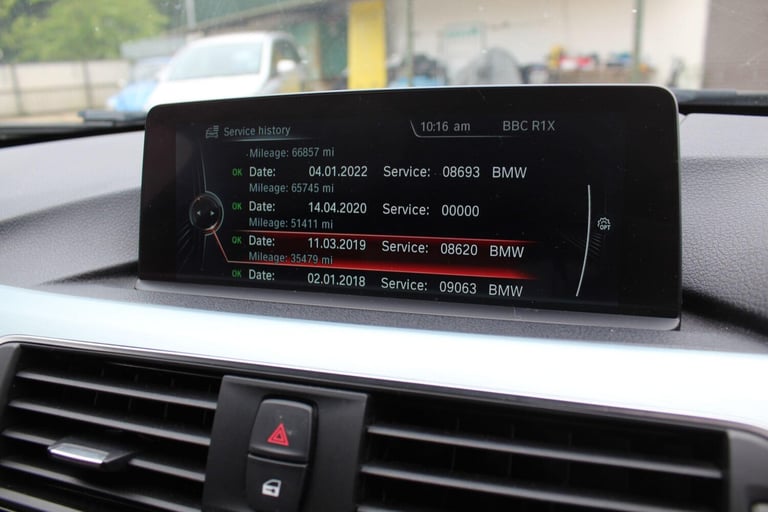 Service history
10:16 am
BBC R1X
Mileage: 66857 mi
OK Date: 04.01.2022 Service: 08693 BMW
Mileage: 65745 mi
OK Date: 14.04.2020 Service: 00000
Mileage: 51411 mi
OK Date: 11.03.2019 Service: 08620 BMW
Mileage: 35479 mi
OK Date: 02.01.2018 Service: 09063 BMW
OPT